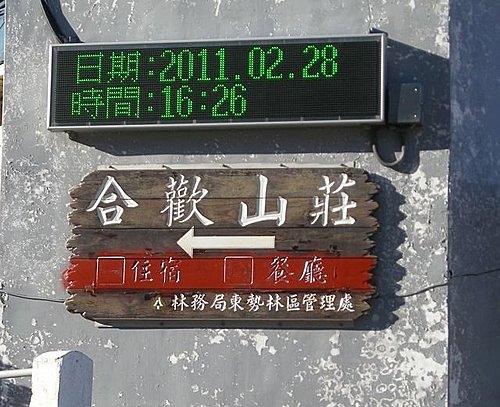 日期:2011.02.28
時間:16:26
合歡山莊
住宿 餐廳
林務局東勢林區管理處